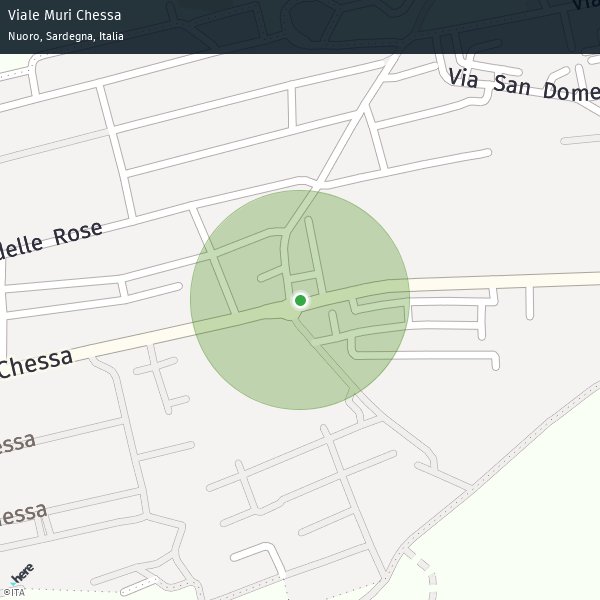 Viale Muri Chessa
Nuoro, Sardegna, Italia
Via San Dome
delle Rose
Chessa
essa
hessa
here
©ITA